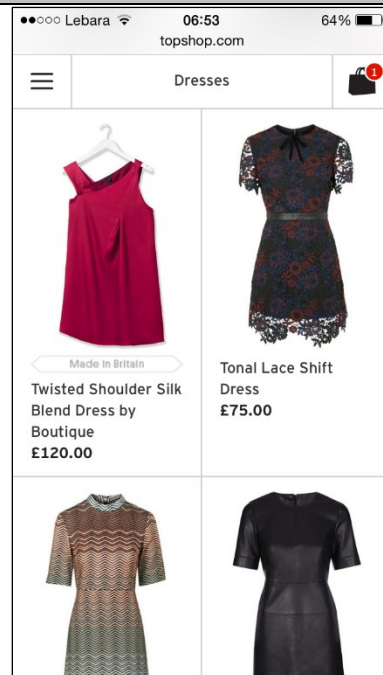 Lebara 06:53 64%
topshop.com
Dresses
1
Made in Britain
Twisted Shoulder Silk
Blend Dress by
Boutique
£120.00
Tonal Lace Shift
Dress
£75.00